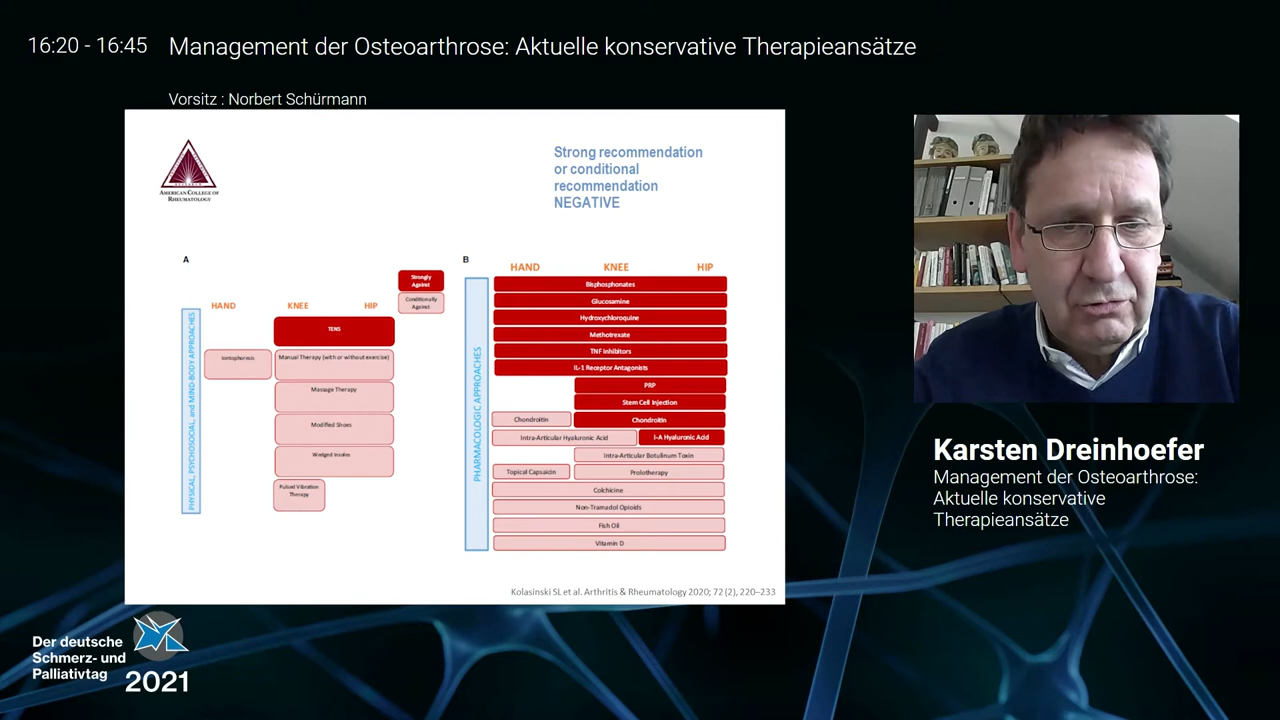 16:20 - 16:45 Management der Osteoarthrose: Aktuelle konservative Therapieansätze
Vorsitz : Norbert Schürmann
AMERICAN COLLEGE OF
RHEUMATOLOGY
Strong recommendation
or conditional
recommendation
NEGATIVE
A
Strongly
Against
Conditionally
Against
HAND KNEE HIP
PHYSICAL, PSYCHOSOCIAL, and MIND-BODY APPROACHES
TENS
Iontophoresis
Manual Therapy (with or without exercise)
Massage Therapy
Modified Shoes
Wedged Insoles
Pulsed Vibration
Therapy
B
HAND KNEE HIP
PHARMACOLOGIC APPROACHES
Bisphosphonates
Glucosamine
Hydroxychloroquine
Methotrexate
TNF Inhibitors
IL-1 Receptor Antagonists
PRP
Stem Cell Injection
Chondroitin Chondroitin
Intra-Articular Hyaluronic Acid I-A Hyaluronic Acid
Intra-Articular Botulinum Toxin
Topical Capsaicin Prolotherapy
Colchicine
Non-Tramadol Opioids
Fish Oil
Vitamin D
Kolasinski SL et al. Arthritis & Rheumatology 2020; 72 (2), 220–233
Karsten Dreinhoefer
Management der Osteoarthrose:
Aktuelle konservative
Therapieansätze
Der deutsche
Schmerz- und
Palliativtag
2021